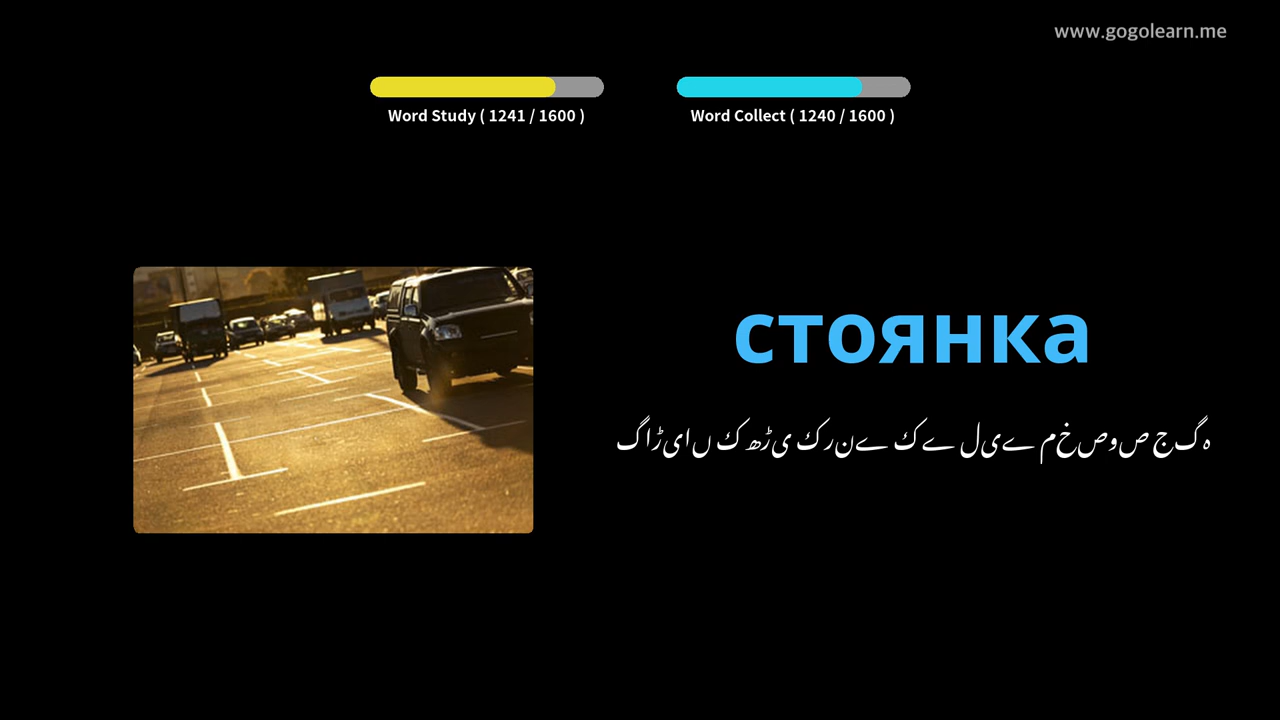 www.gogolearn.me
Word Study ( 1241 / 1600 )
Word Collect ( 1240 / 1600 )
стоянка
گاڑیاں کھڑی کرنے کے لیے مخصوص جگہ